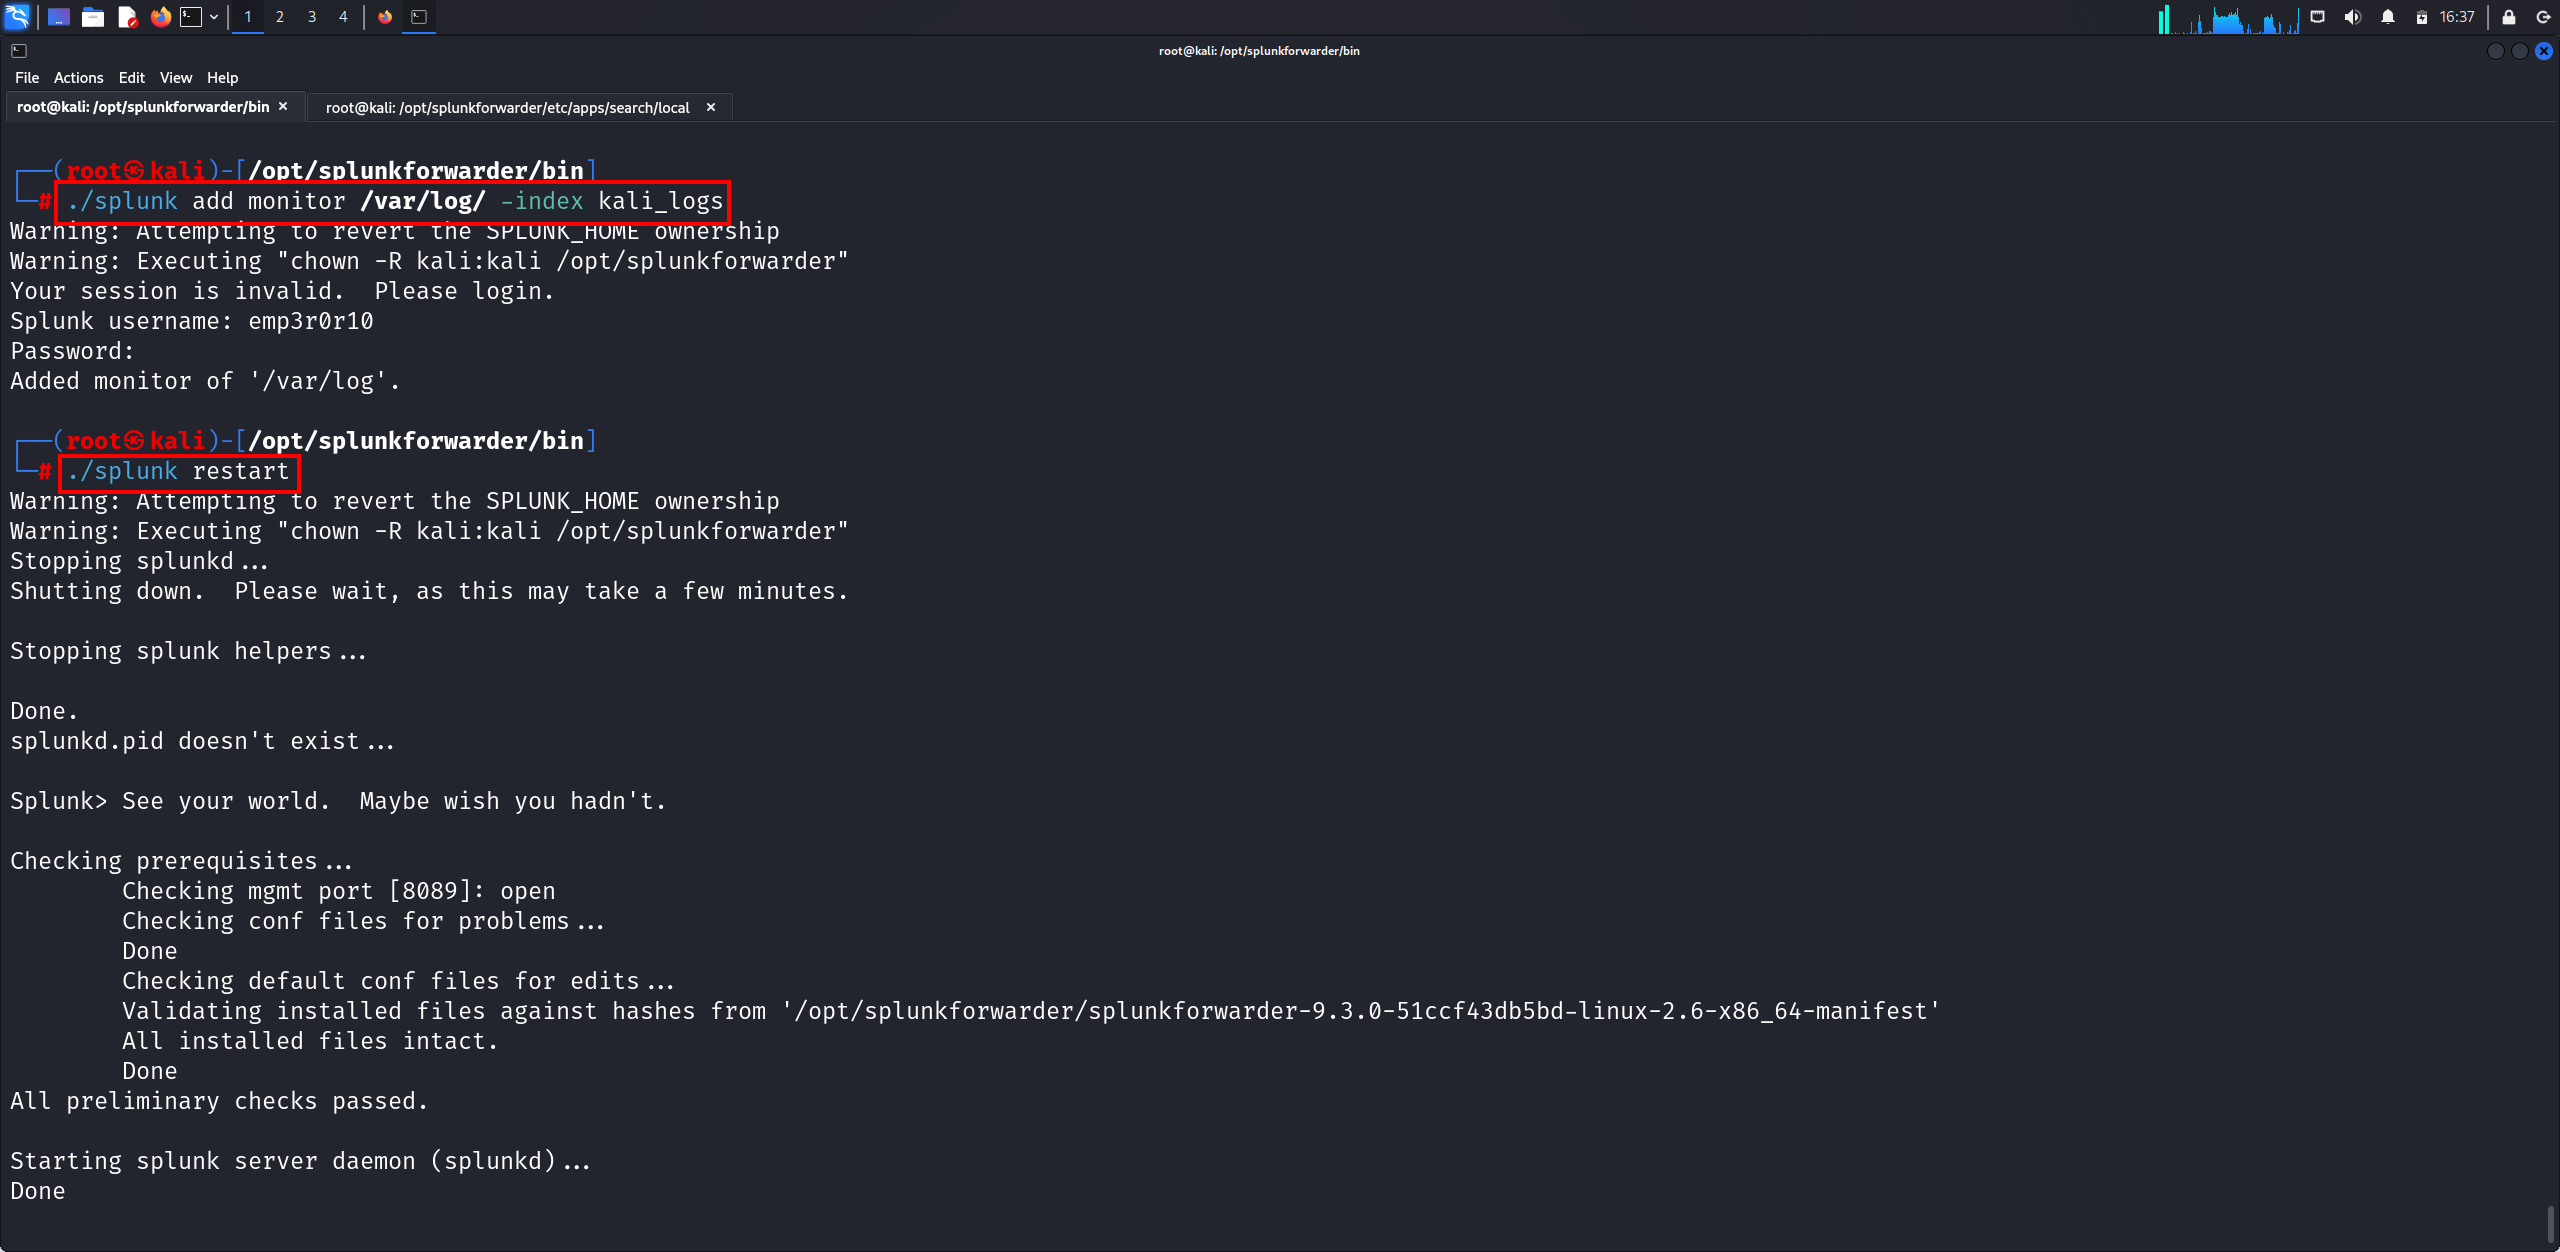 1 2 3 4 16:37
root@kali: /opt/splunkforwarder/bin
File Actions Edit View Help
root@kali: /opt/splunkforwarder/bin × root@kali: /opt/splunkforwarder/etc/apps/search/local ×
┌──(root㉿kali)-[/opt/splunkforwarder/bin]
└─# ./splunk add monitor /var/log/ -index kali_logs
Warning: Attempting to revert the SPLUNK_HOME ownership
Warning: Executing "chown -R kali:kali /opt/splunkforwarder"
Your session is invalid.  Please login.
Splunk username: emp3r0r10
Password:
Added monitor of '/var/log'.
┌──(root㉿kali)-[/opt/splunkforwarder/bin]
└─# ./splunk restart
Warning: Attempting to revert the SPLUNK_HOME ownership
Warning: Executing "chown -R kali:kali /opt/splunkforwarder"
Stopping splunkd...
Shutting down.  Please wait, as this may take a few minutes.
Stopping splunk helpers...
Done.
splunkd.pid doesn't exist...
Splunk> See your world.  Maybe wish you hadn't.
Checking prerequisites...
Checking mgmt port [8089]: open
Checking conf files for problems...
Done
Checking default conf files for edits...
Validating installed files against hashes from '/opt/splunkforwarder/splunkforwarder-9.3.0-51ccf43db5bd-linux-2.6-x86_64-manifest'
All installed files intact.
Done
All preliminary checks passed.
Starting splunk server daemon (splunkd)...
Done